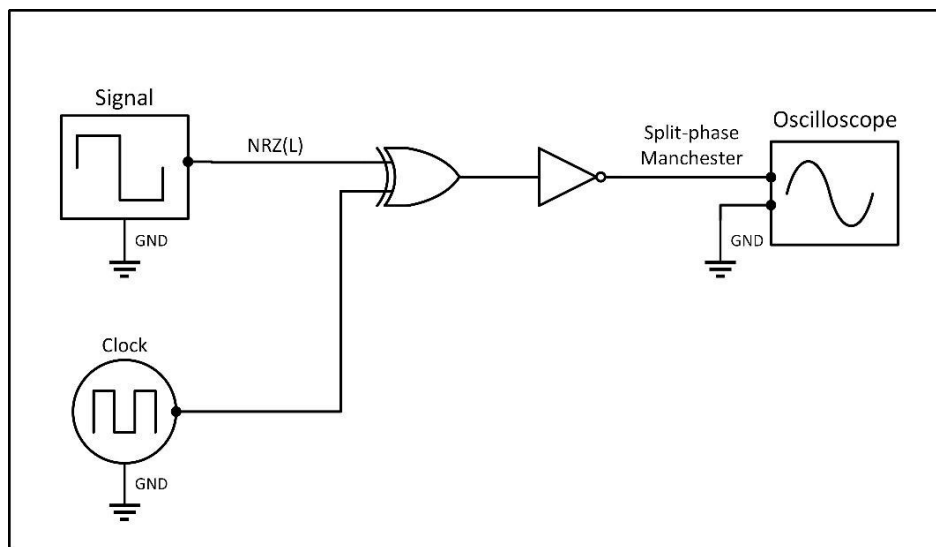 Signal
NRZ(L)
Split-phase
Manchester
Oscilloscope
GND
GND
Clock
GND